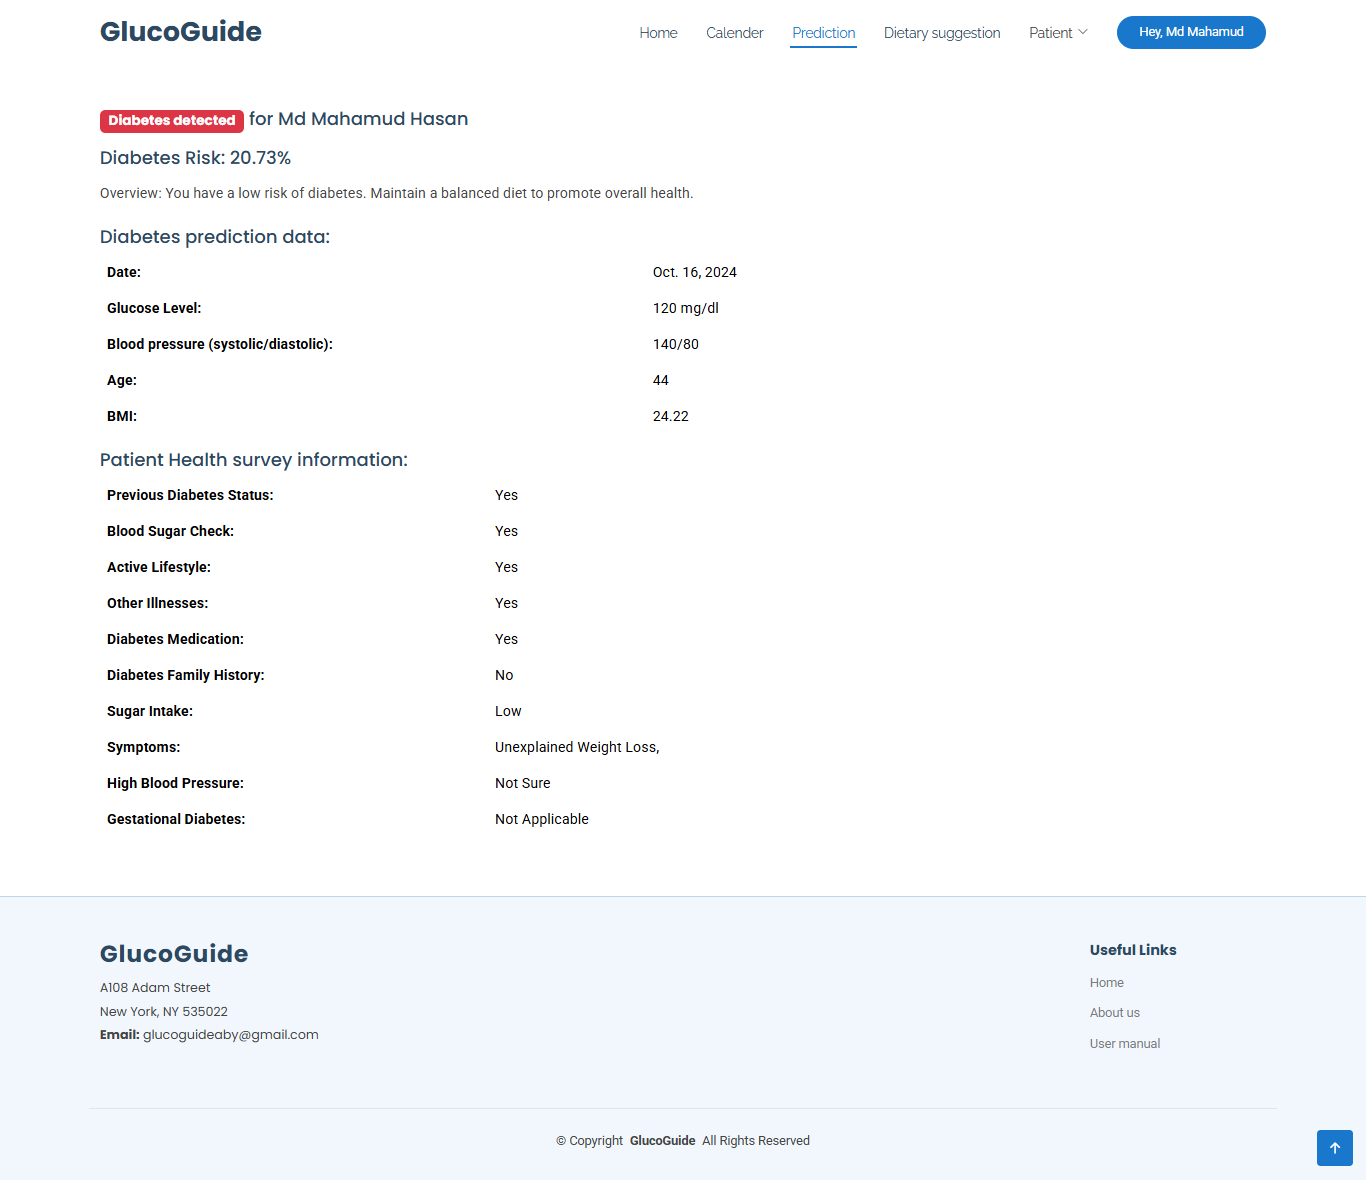 GlucoGuide
Home Calender Prediction Dietary suggestion Patient Hey, Md Mahamud
Diabetes detected for Md Mahamud Hasan
Diabetes Risk: 20.73%
Overview: You have a low risk of diabetes. Maintain a balanced diet to promote overall health.
Diabetes prediction data:
Date: Oct. 16, 2024
Glucose Level: 120 mg/dl
Blood pressure (systolic/diastolic): 140/80
Age: 44
BMI: 24.22
Patient Health survey information:
Previous Diabetes Status: Yes
Blood Sugar Check: Yes
Active Lifestyle: Yes
Other Illnesses: Yes
Diabetes Medication: Yes
Diabetes Family History: No
Sugar Intake: Low
Symptoms: Unexplained Weight Loss,
High Blood Pressure: Not Sure
Gestational Diabetes: Not Applicable
GlucoGuide
A108 Adam Street
New York, NY 535022
Email: glucoguideaby@gmail.com
Useful Links
Home
About us
User manual
© Copyright GlucoGuide All Rights Reserved